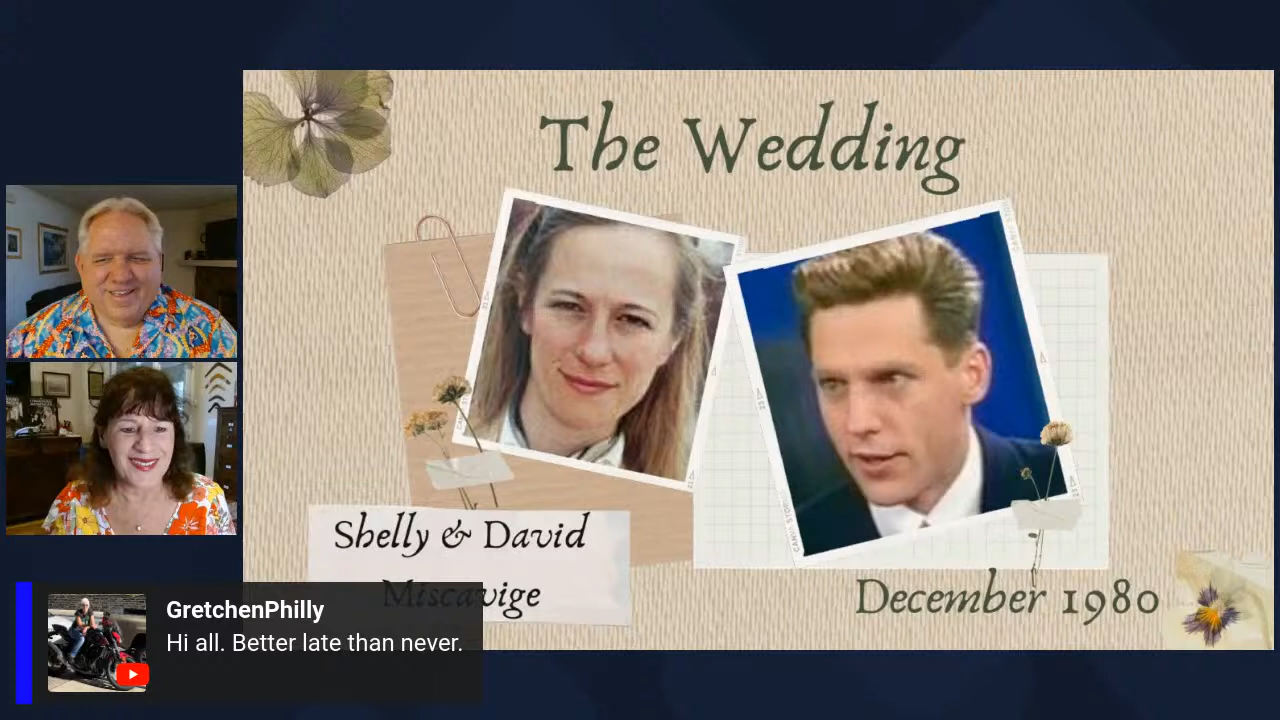 The Wedding
Shelly & David
Miscavige
December 1980
GretchenPhilly
Hi all. Better late than never.